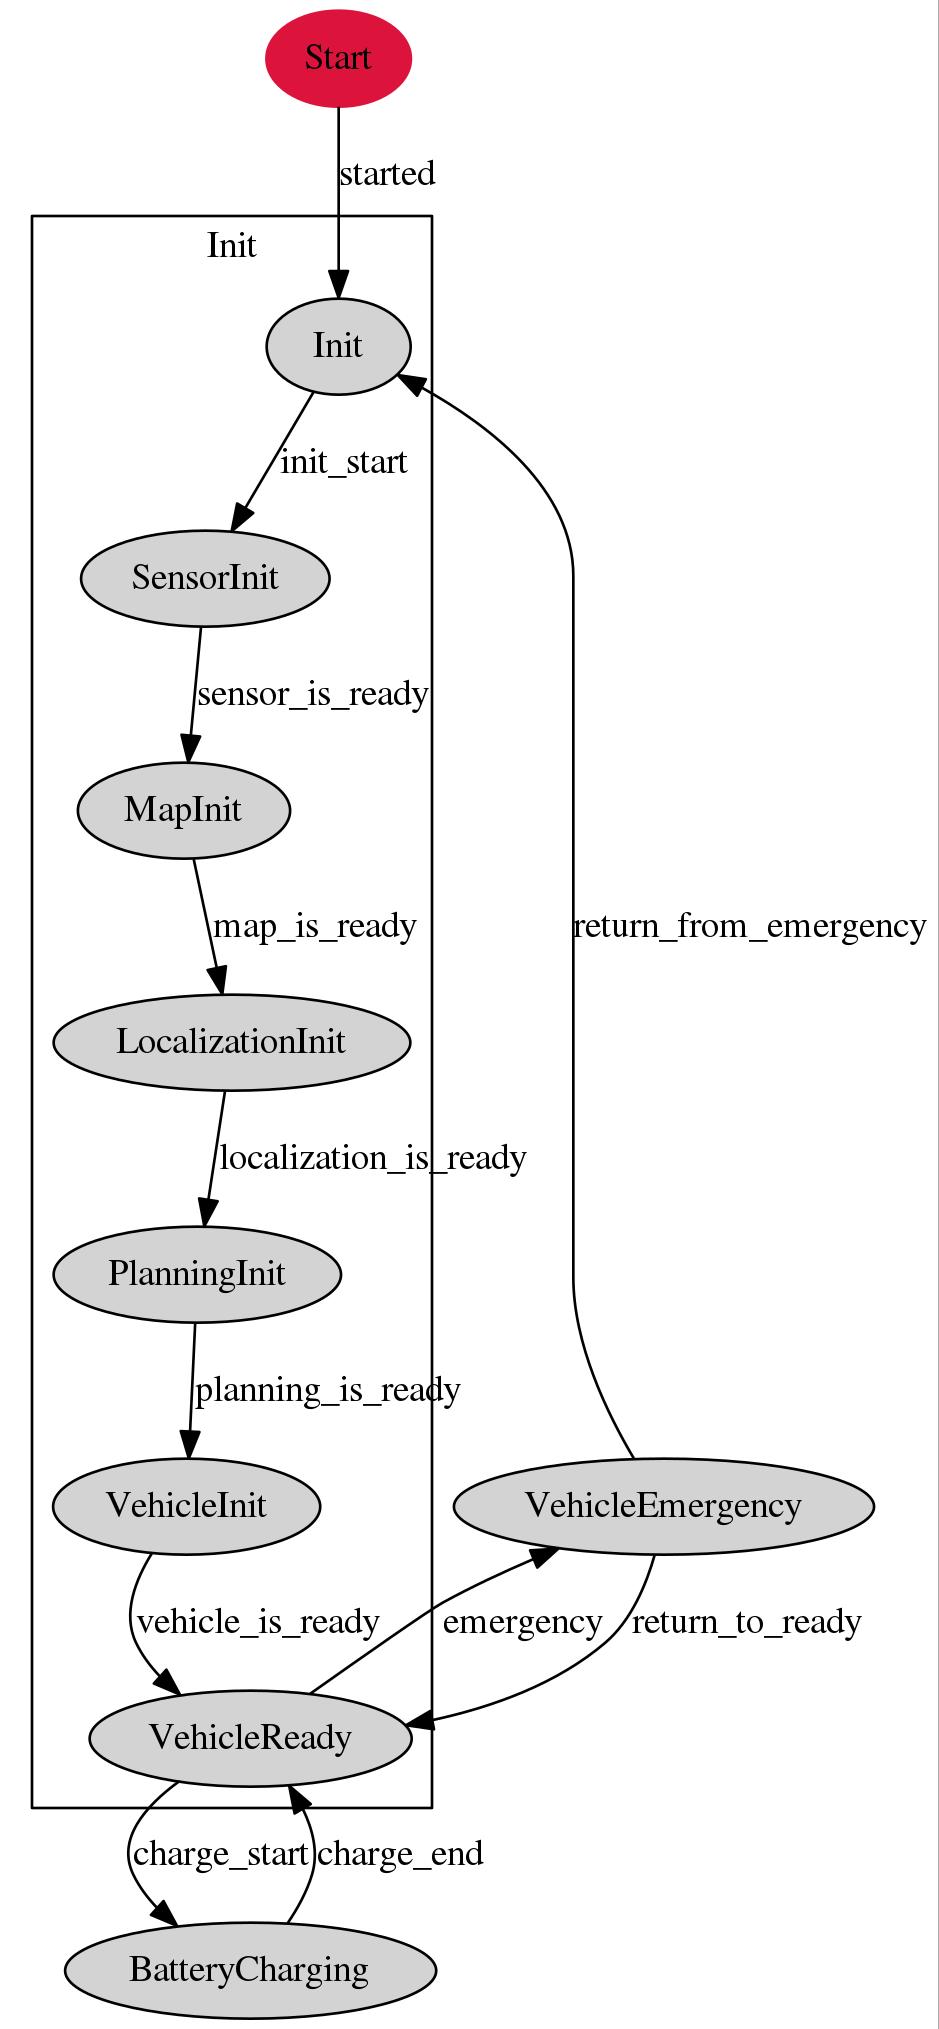 Start
started
Init
Init
init_start
SensorInit
sensor_is_ready
MapInit
map_is_ready
return_from_emergency
LocalizationInit
localization_is_ready
PlanningInit
planning_is_ready
VehicleInit
VehicleEmergency
vehicle_is_ready
emergency
return_to_ready
VehicleReady
charge_start
charge_end
BatteryCharging